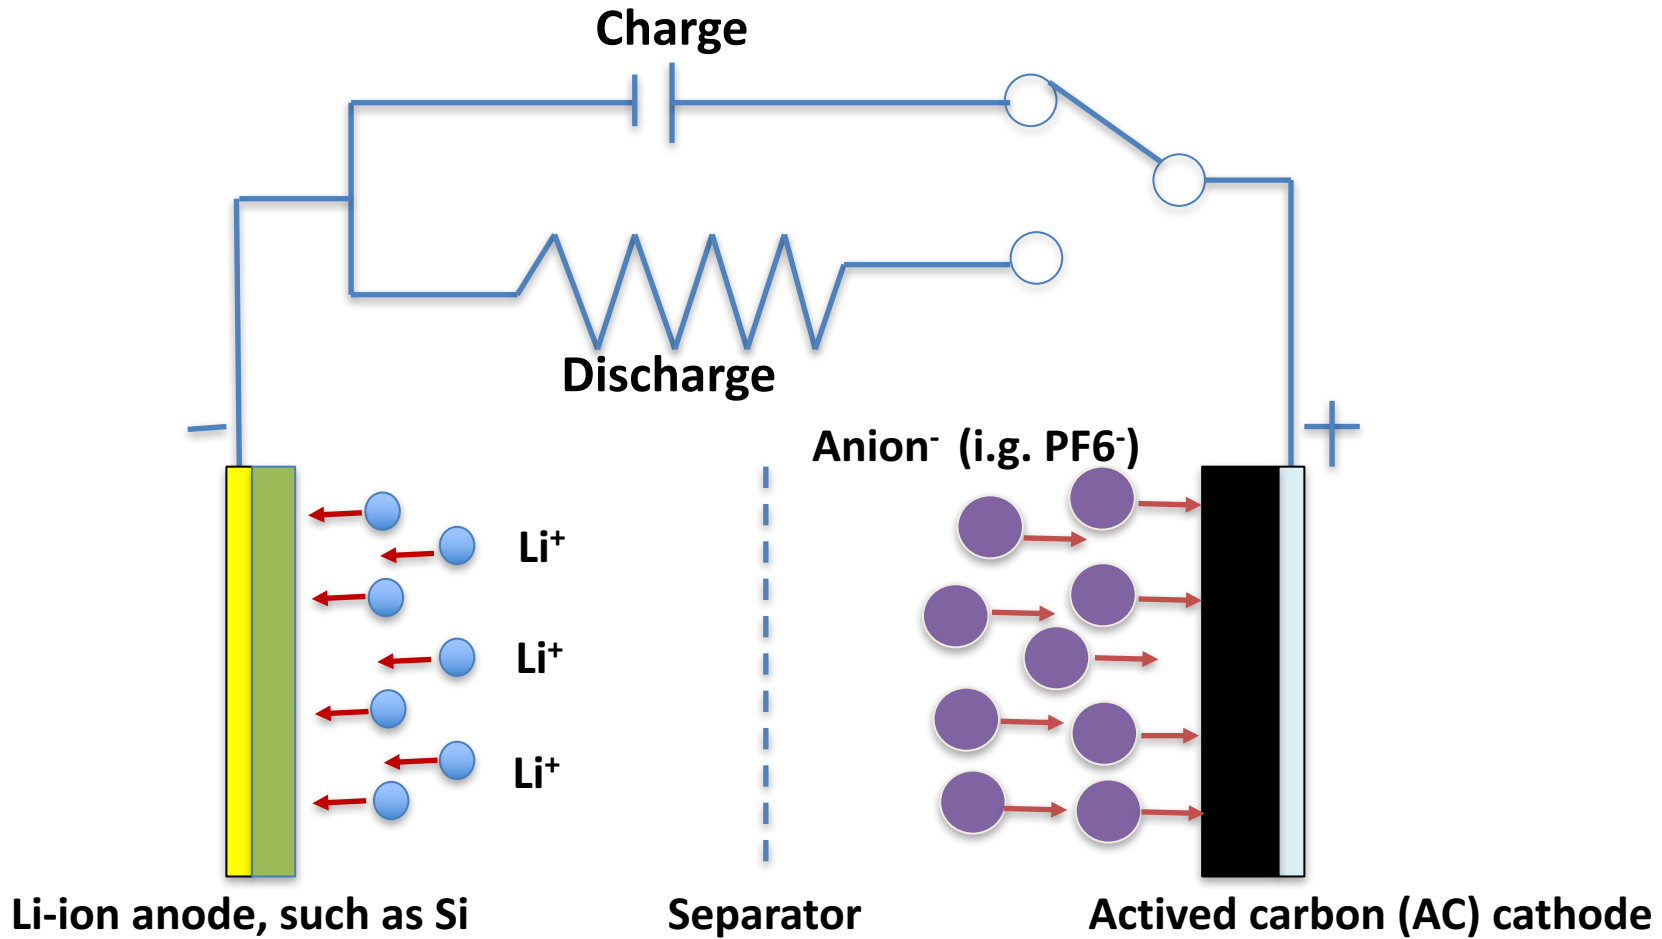 Charge
Discharge
Anion⁻ (i.g. PF6⁻)
Li⁺
Li⁺
Li⁺
Li-ion anode, such as Si
Separator
Actived carbon (AC) cathode